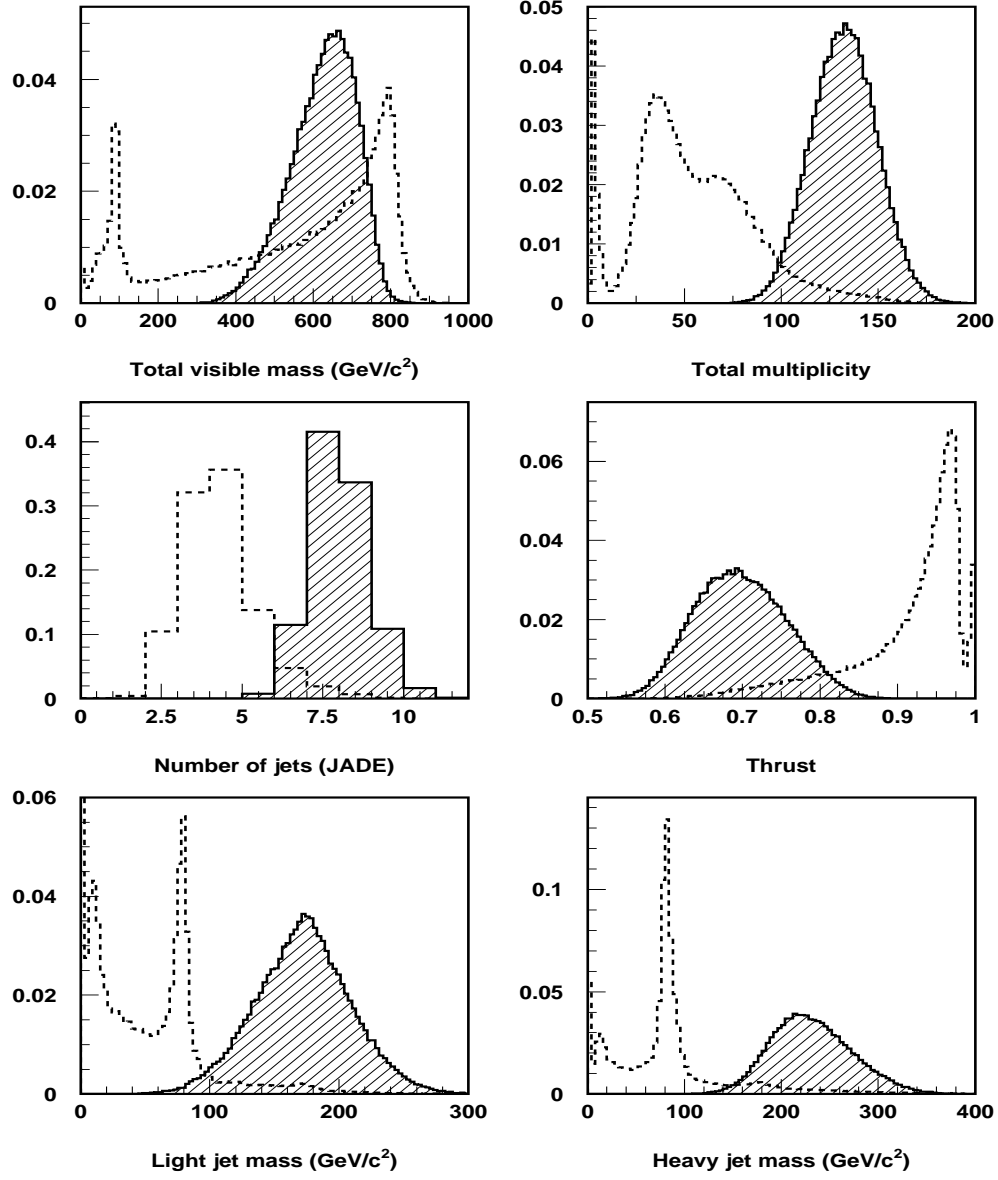 0.04
0.02
0
0 200 400 600 800 1000
Total visible mass (GeV/c²)
0.05
0.04
0.03
0.02
0.01
0
0 50 100 150 200
Total multiplicity
0.4
0.3
0.2
0.1
0
0 2.5 5 7.5 10
Number of jets (JADE)
0.06
0.04
0.02
0
0.5 0.6 0.7 0.8 0.9 1
Thrust
0.06
0.04
0.02
0
0 100 200 300
Light jet mass (GeV/c²)
0.1
0.05
0
0 100 200 300 400
Heavy jet mass (GeV/c²)